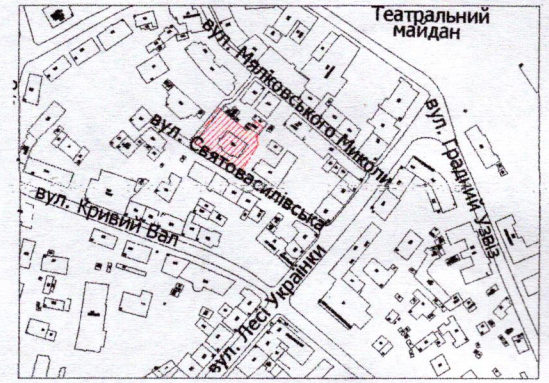 Театральний
майдан
вул. Малковського Миколи
вул. Градний Узвіз
вул. Святовасилівська
вул. Кривий Вал
вул. Лесі Українки